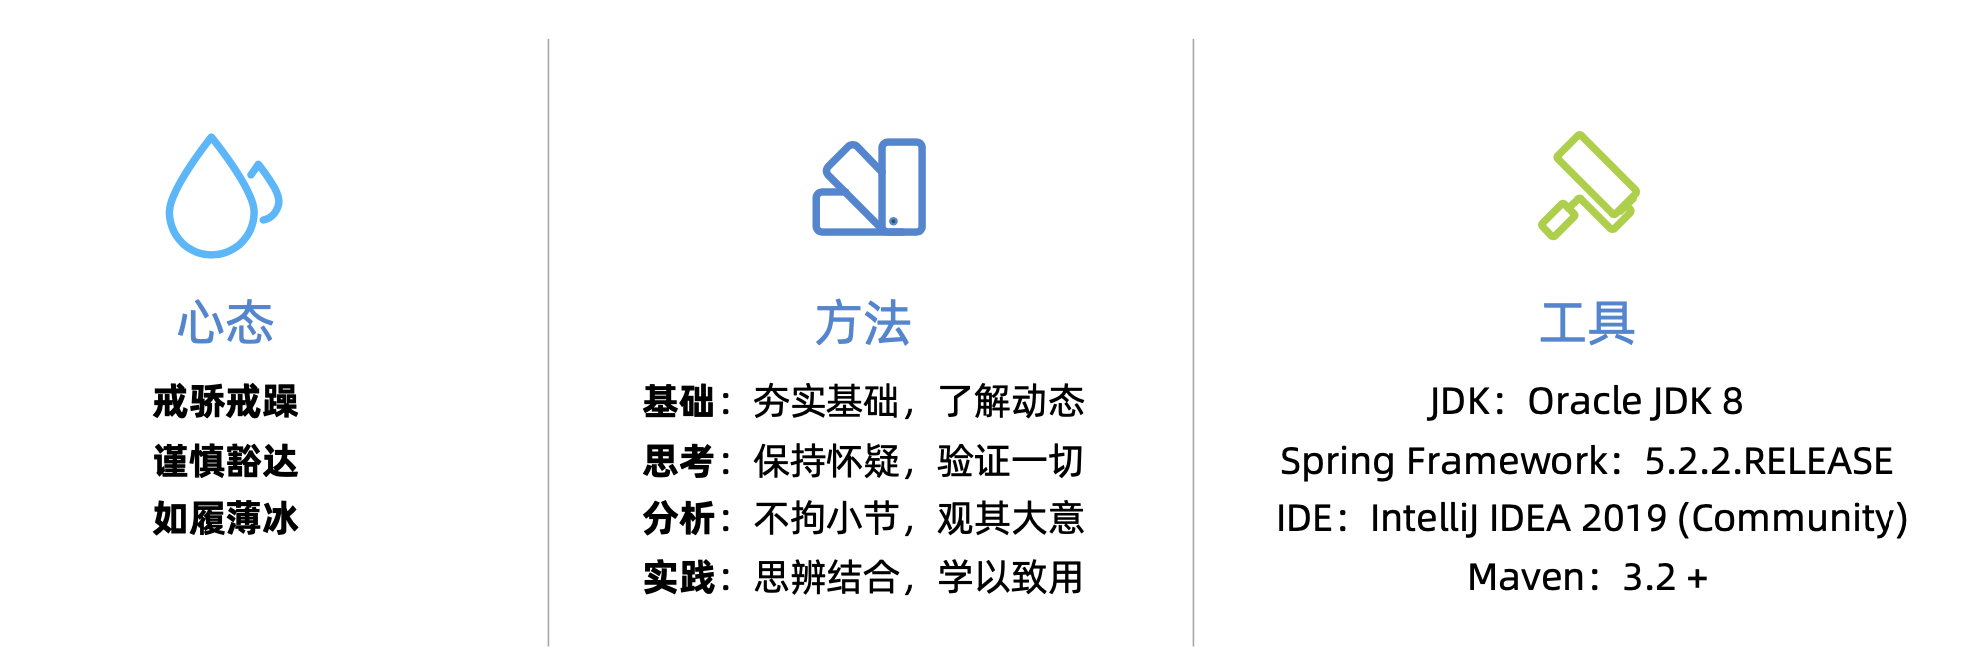 心态
戒骄戒躁
谨慎豁达
如履薄冰
方法
基础：夯实基础，了解动态
思考：保持怀疑，验证一切
分析：不拘小节，观其大意
实践：思辨结合，学以致用
工具
JDK：Oracle JDK 8
Spring Framework：5.2.2.RELEASE
IDE：IntelliJ IDEA 2019 (Community)
Maven：3.2 +